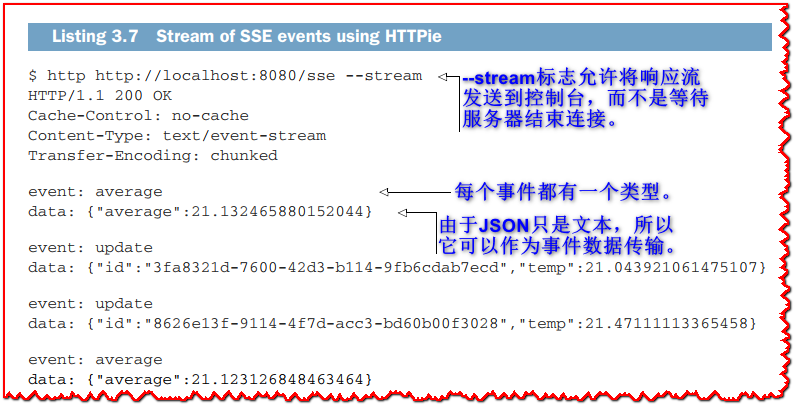 Listing 3.7 Stream of SSE events using HTTPie
$ http http://localhost:8080/sse --stream
--stream标志允许将响应流
发送到控制台，而不是等待
服务器结束连接。
HTTP/1.1 200 OK
Cache-Control: no-cache
Content-Type: text/event-stream
Transfer-Encoding: chunked
event: average
每个事件都有一个类型。
data: {"average":21.132465880152044}
由于JSON只是文本，所以
它可以作为事件数据传输。
event: update
data: {"id":"3fa8321d-7600-42d3-b114-9fb6cdab7ecd","temp":21.043921061475107}
event: update
data: {"id":"8626e13f-9114-4f7d-acc3-bd60b00f3028","temp":21.47111113365458}
event: average
data: {"average":21.123126848463464}